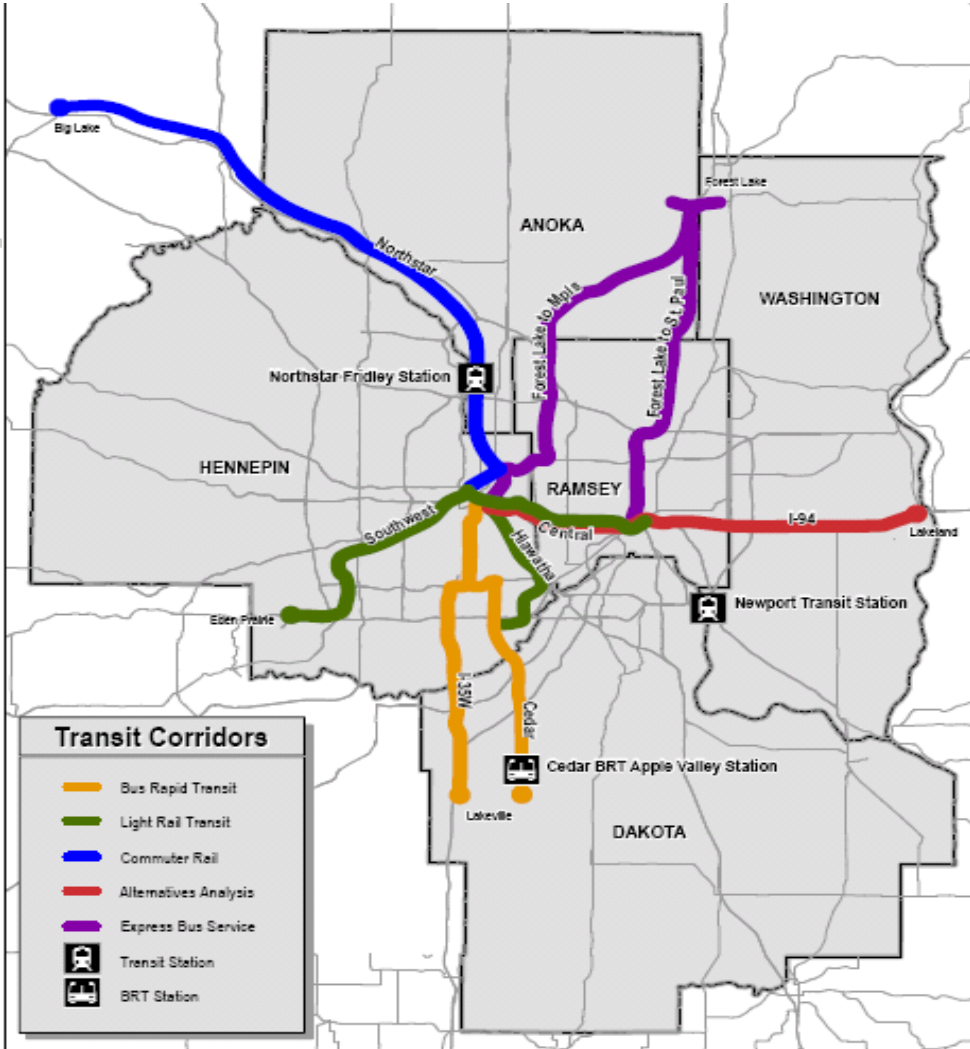 Big Lake
Forest Lake
ANOKA
Northstar
WASHINGTON
Forest Lake to Mpls
Forest Lake to St. Paul
Northstar Fridley Station
HENNEPIN
RAMSEY
Southwest
Central
I-94
Lakeland
Hiawatha
Eden Prairie
Newport Transit Station
I-35W
Cedar
Cedar BRT Apple Valley Station
Lakeville
DAKOTA
Transit Corridors
Bus Rapid Transit
Light Rail Transit
Commuter Rail
Alternatives Analysis
Express Bus Service
Transit Station
BRT Station